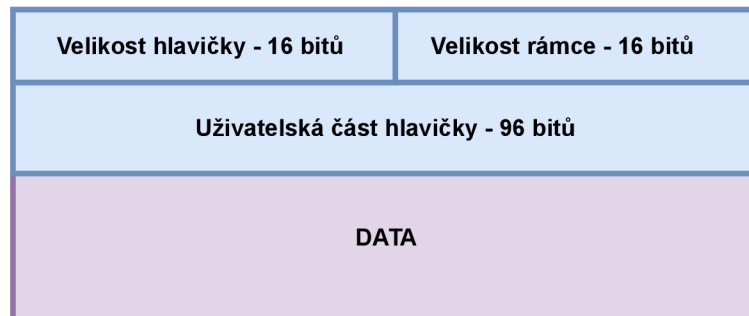 Velikost hlavičky - 16 bitů
Velikost rámce - 16 bitů
Uživatelská část hlavičky - 96 bitů
DATA